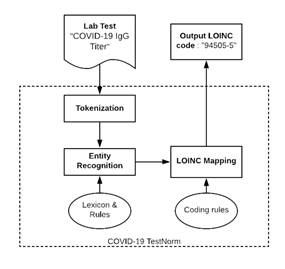 Lab Test
"COVID-19 IgG
Titer"
Output LOINC
code : "94505-5"
Tokenization
Entity
Recognition
LOINC Mapping
Lexicon &
Rules
Coding rules
COVID-19 TestNorm